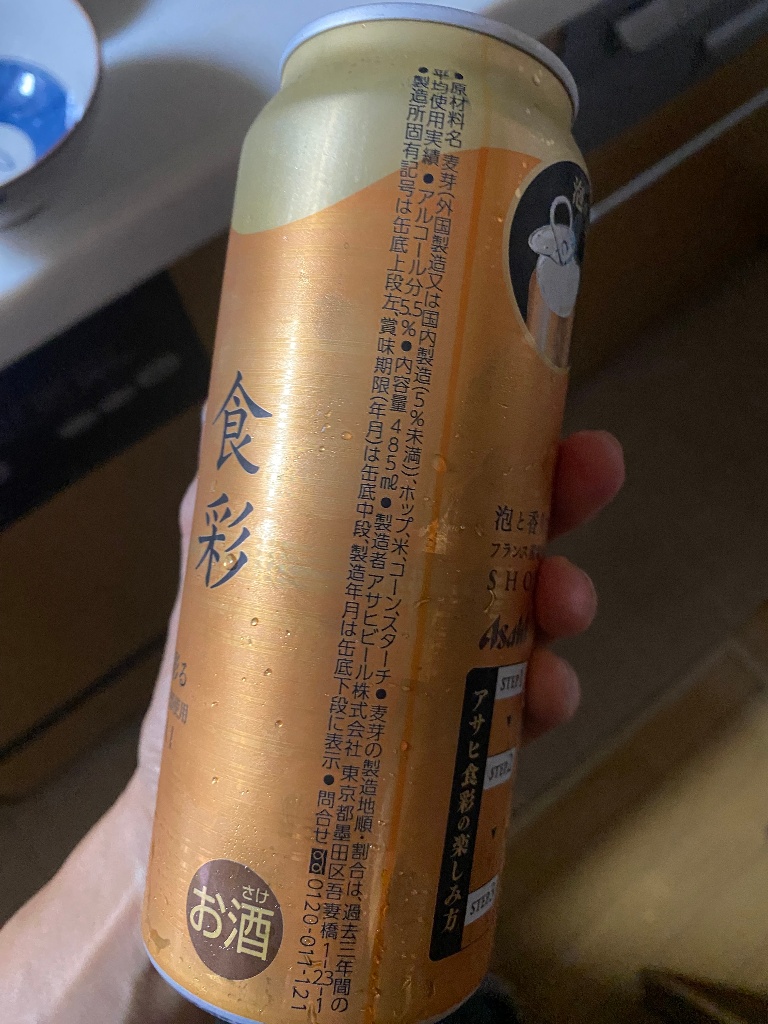 ●原材料名 麦芽(外国製造又は国内製造(5%未満))、ホップ、米、コーン、スターチ ●麦芽の製造地順・割合は、過去三年間の
平均使用実績 ●アルコール分5.5% ●内容量 485㎖ ●製造者 アサヒビール株式会社 東京都墨田区吾妻橋1-23-1
●製造所固有記号は缶底上段左、賞味期限(年月)は缶底中段、製造年月は缶底下段に表示 ●問合せ 0120-011-121
食彩
さけ
お酒
泡
泡と香
フランス
SHO
Asahi
アサヒ食彩の楽しみ方
STEP1
STEP2
STEP3
る
使用